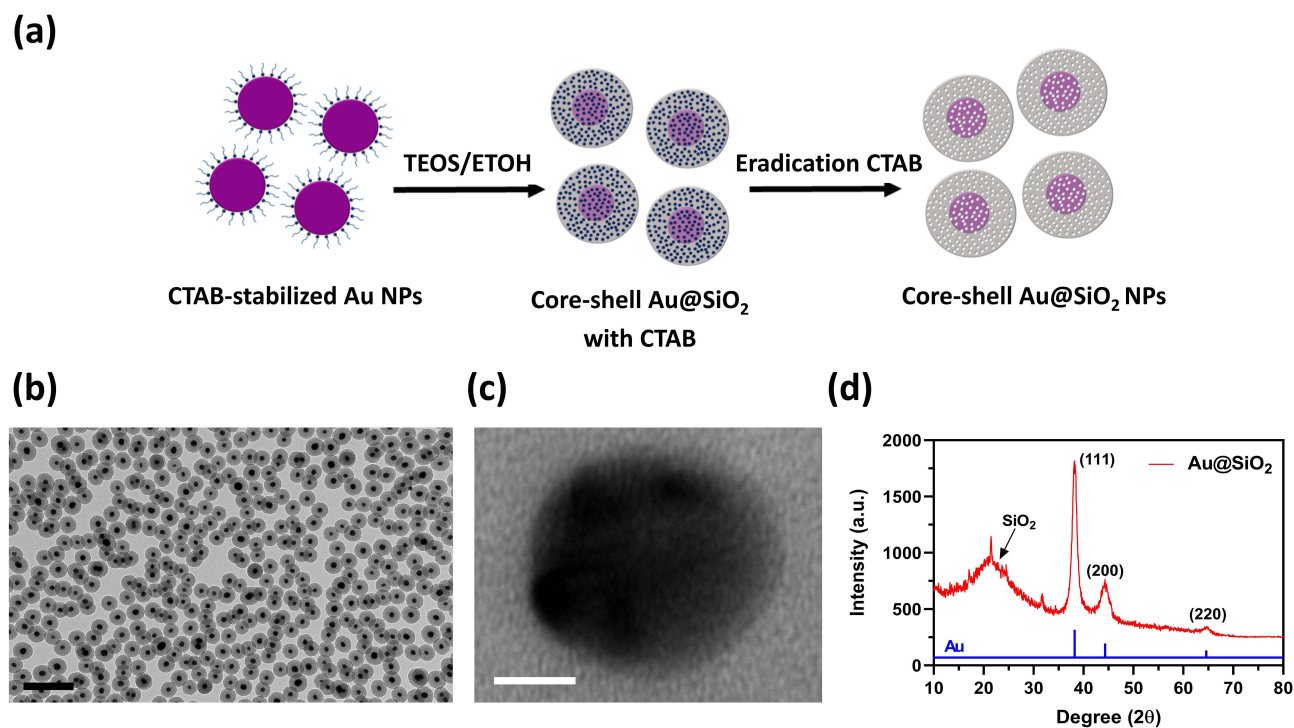 (a)
TEOS/ETOH
Eradication CTAB
CTAB-stabilized Au NPs
Core-shell Au@SiO₂
with CTAB
Core-shell Au@SiO₂ NPs
(b)
(c)
(d)
2000
1500
1000
500
0
Intensity (a.u.)
(111)
Au@SiO₂
SiO₂
(200)
(220)
Au
10
20
30
40
50
60
70
80
Degree (2θ)